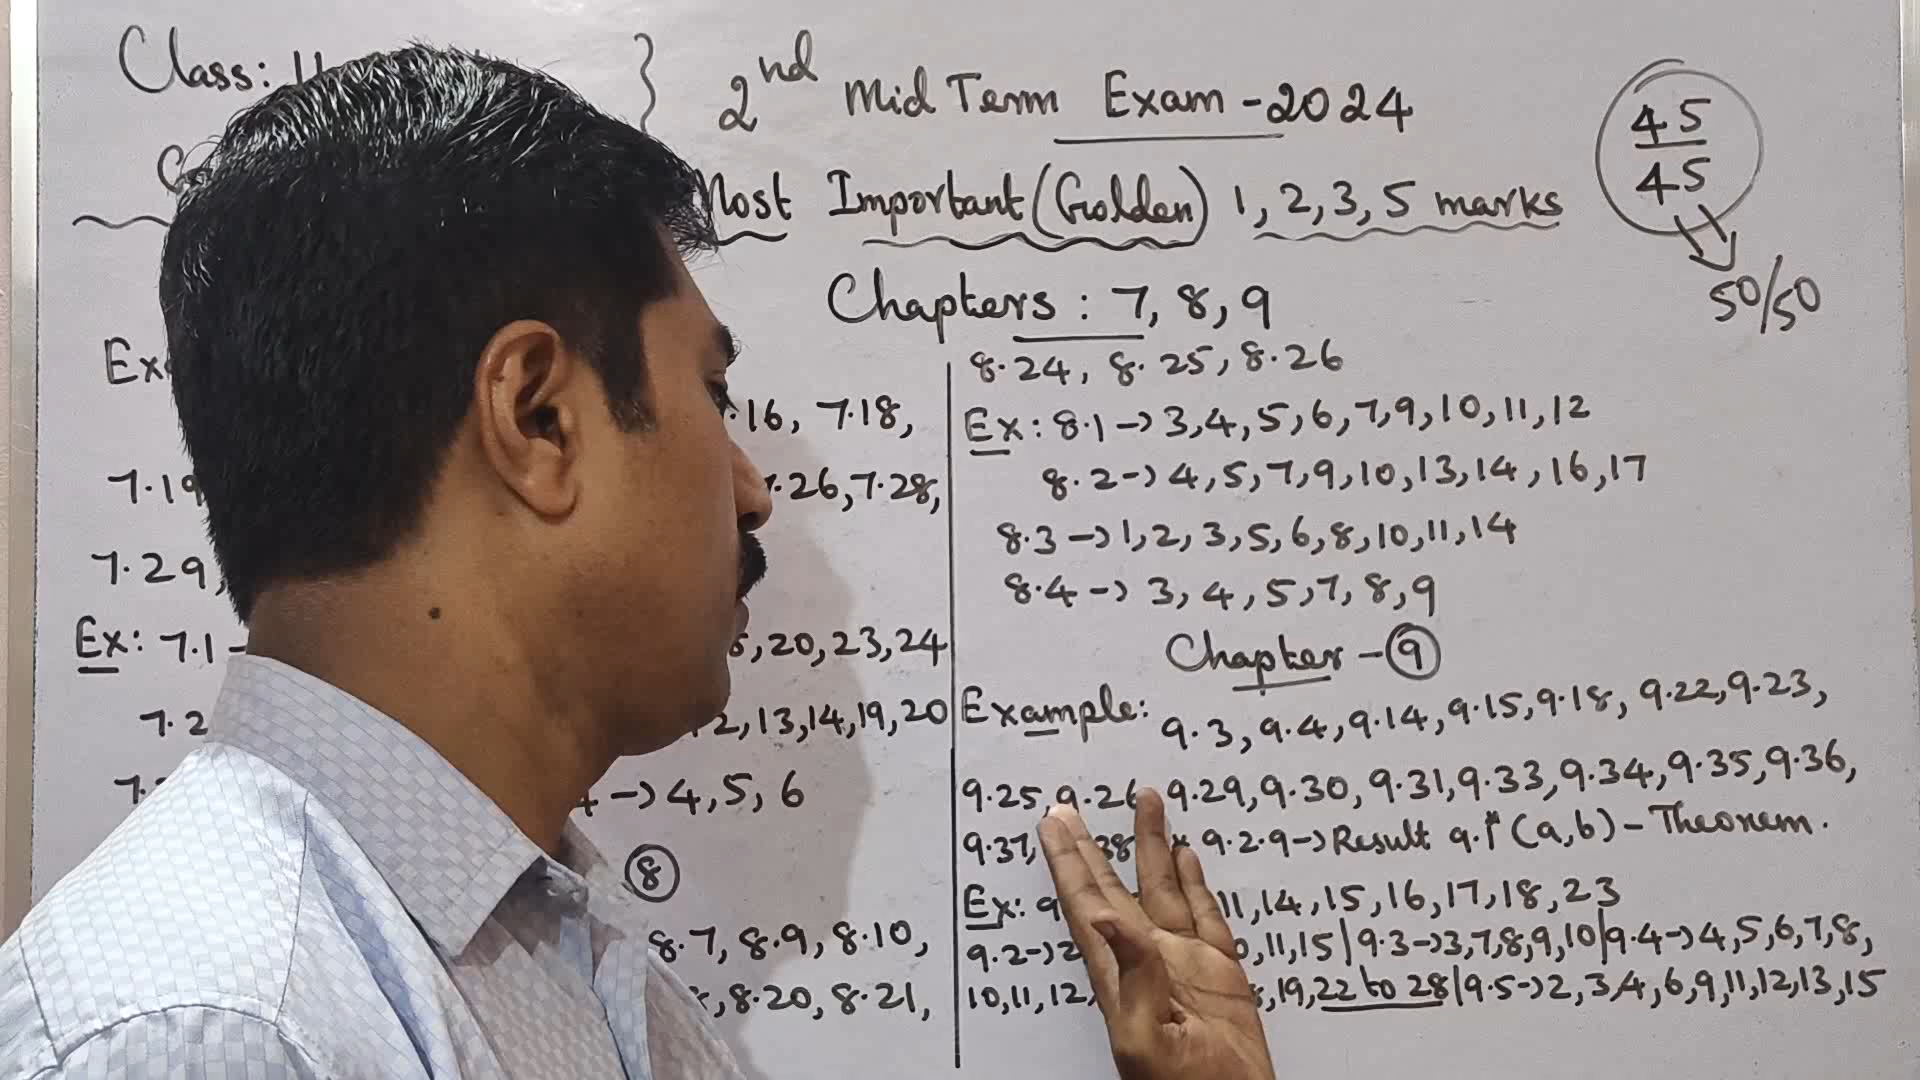 Class: 11
2nd Mid Term Exam - 2024
45
45
50/50
Most Important (Golden) 1, 2, 3, 5 marks
Chapters : 7, 8, 9
16, 7.18,
7.19
26, 7.28,
7.29,
Ex: 7.1 -
, 20, 23, 24
7.2
2, 13, 14, 19, 20
-> 4, 5, 6
8
8.7, 8.9, 8.10,
, 8.20, 8.21,
8.24, 8.25, 8.26
Ex: 8.1 -> 3, 4, 5, 6, 7, 9, 10, 11, 12
8.2 -> 4, 5, 7, 9, 10, 13, 14, 16, 17
8.3 -> 1, 2, 3, 5, 6, 8, 10, 11, 14
8.4 -> 3, 4, 5, 7, 8, 9
Chapter - 9
Example: 9.3, 9.4, 9.14, 9.15, 9.18, 9.22, 9.23,
9.25, 9.26 9.29, 9.30, 9.31, 9.33, 9.34, 9.35, 9.36,
9.37, 38 * 9.2.9 -> Result 9.1 (a,b) - Theorem.
Ex: 9 11, 14, 15, 16, 17, 18, 23
9.2 -> 2 , 11, 15 | 9.3 -> 3, 7, 8, 9, 10 | 9.4 -> 4, 5, 6, 7, 8,
10, 11, 12, , 19, 22 to 28 | 9.5 -> 2, 3, 4, 6, 9, 11, 12, 13, 15